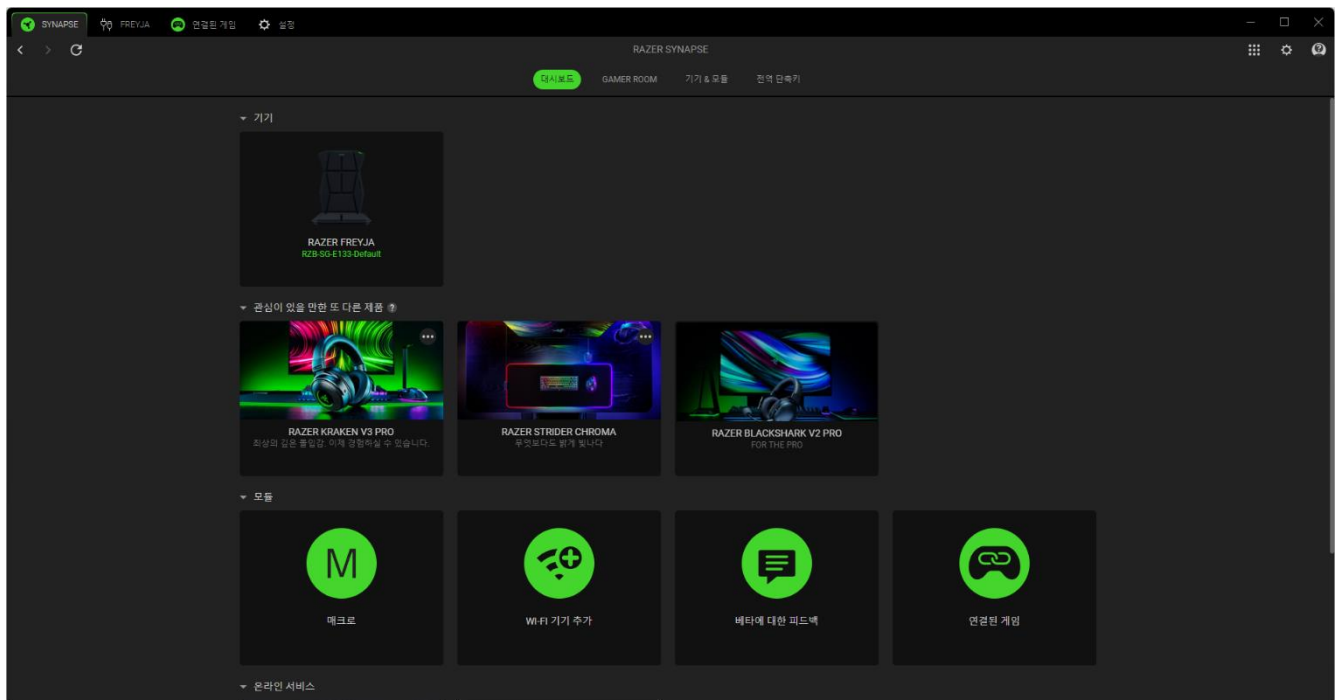 SYNAPSE
FREYJA
연결된 게임
설정
RAZER SYNAPSE
대시보드
GAMER ROOM
기기 & 모듈
전역 단축키
기기
RAZER FREYJA
RZB-SG-E133-Default
관심이 있을 만한 또 다른 제품 ?
RAZER KRAKEN V3 PRO
최상의 깊은 몰입감. 이제 경험하실 수 있습니다.
RAZER STRIDER CHROMA
무엇보다도 밝게 빛나다
RAZER BLACKSHARK V2 PRO
FOR THE PRO
모듈
M
매크로
WI-FI 기기 추가
베타에 대한 피드백
연결된 게임
온라인 서비스